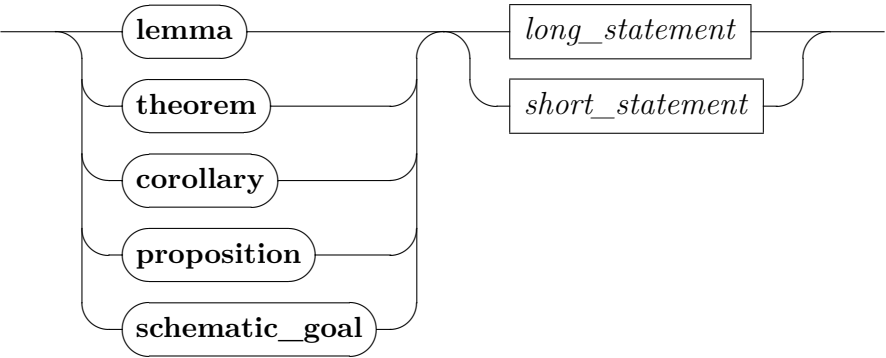 lemma long_statement
theorem short_statement
corollary
proposition
schematic_goal